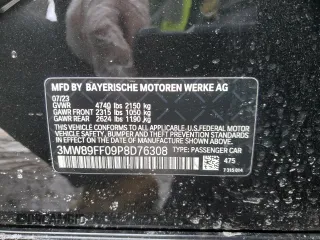 MFD BY BAYERISCHE MOTOREN WERKE AG
07/23
GVWR 4740 lbs 2150 kg
GAWR FRONT 2315 lbs 1050 kg
GAWR REAR 2624 lbs 1190 kg
THIS VEHICLE CONFORMS TO ALL APPLICABLE
U.S. FEDERAL MOTOR VEHICLE SAFETY, BUMPER,
AND THEFT PREVENTION STANDARDS IN EFFECT ON
THE DATE OF MANUFACTURE SHOWN ABOVE.
3MW89FF09P8D76308 TYPE: PASSENGER CAR
475